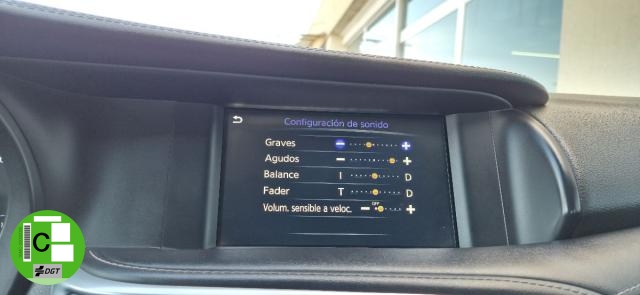 Configuración de sonido
Graves − +
Agudos − +
Balance I D
Fader T D
OFF
Volum. sensible a veloc. − +
C
DGT